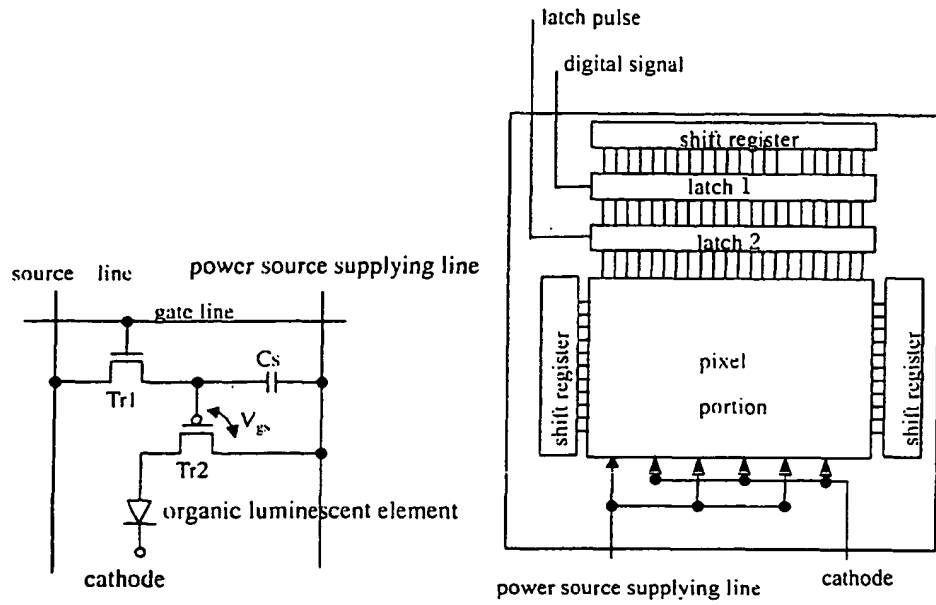 source line
power source supplying line
gate line
Cs
Tr1
Vgs
Tr2
organic luminescent element
cathode
latch pulse
digital signal
shift register
latch 1
latch 2
shift register
pixel
portion
shift register
power source supplying line
cathode